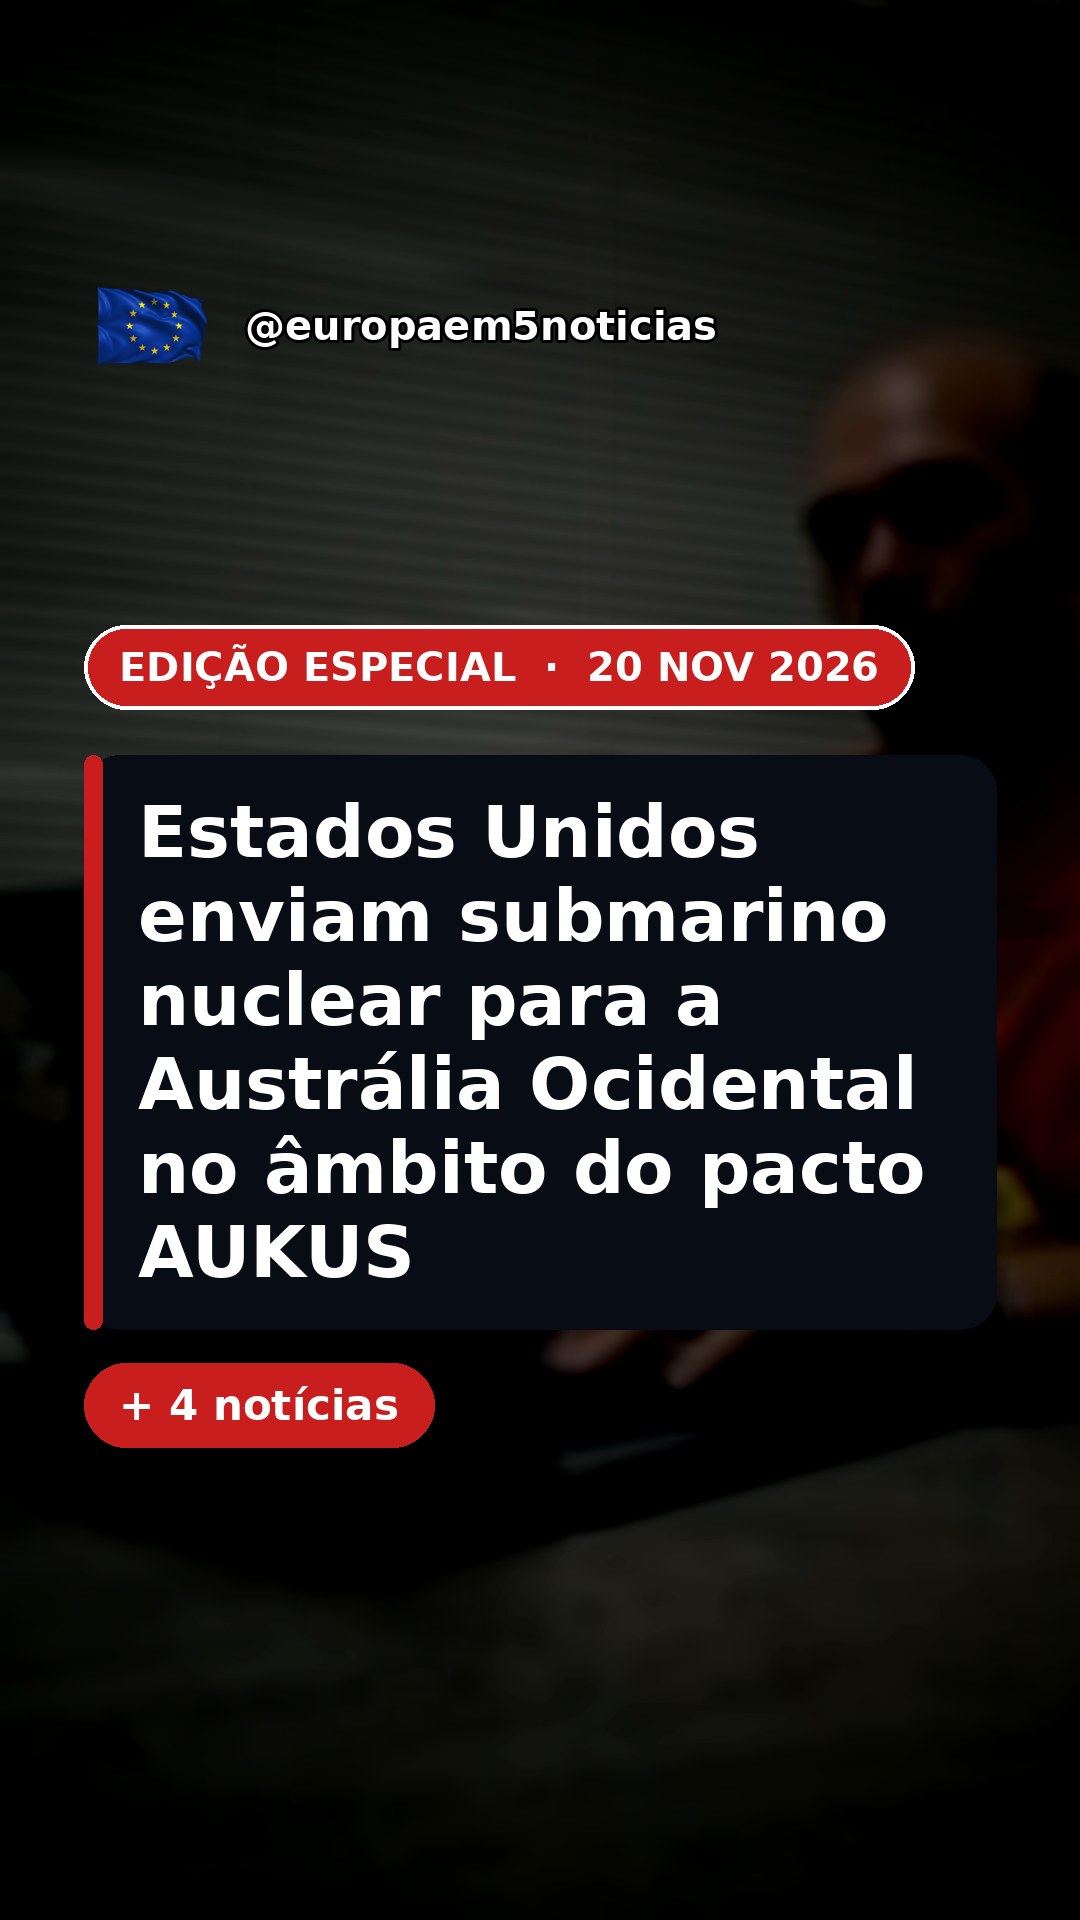 @europaem5noticias
EDIÇÃO ESPECIAL · 20 NOV 2026
Estados Unidos
enviam submarino
nuclear para a
Austrália Ocidental
no âmbito do pacto
AUKUS
+ 4 notícias